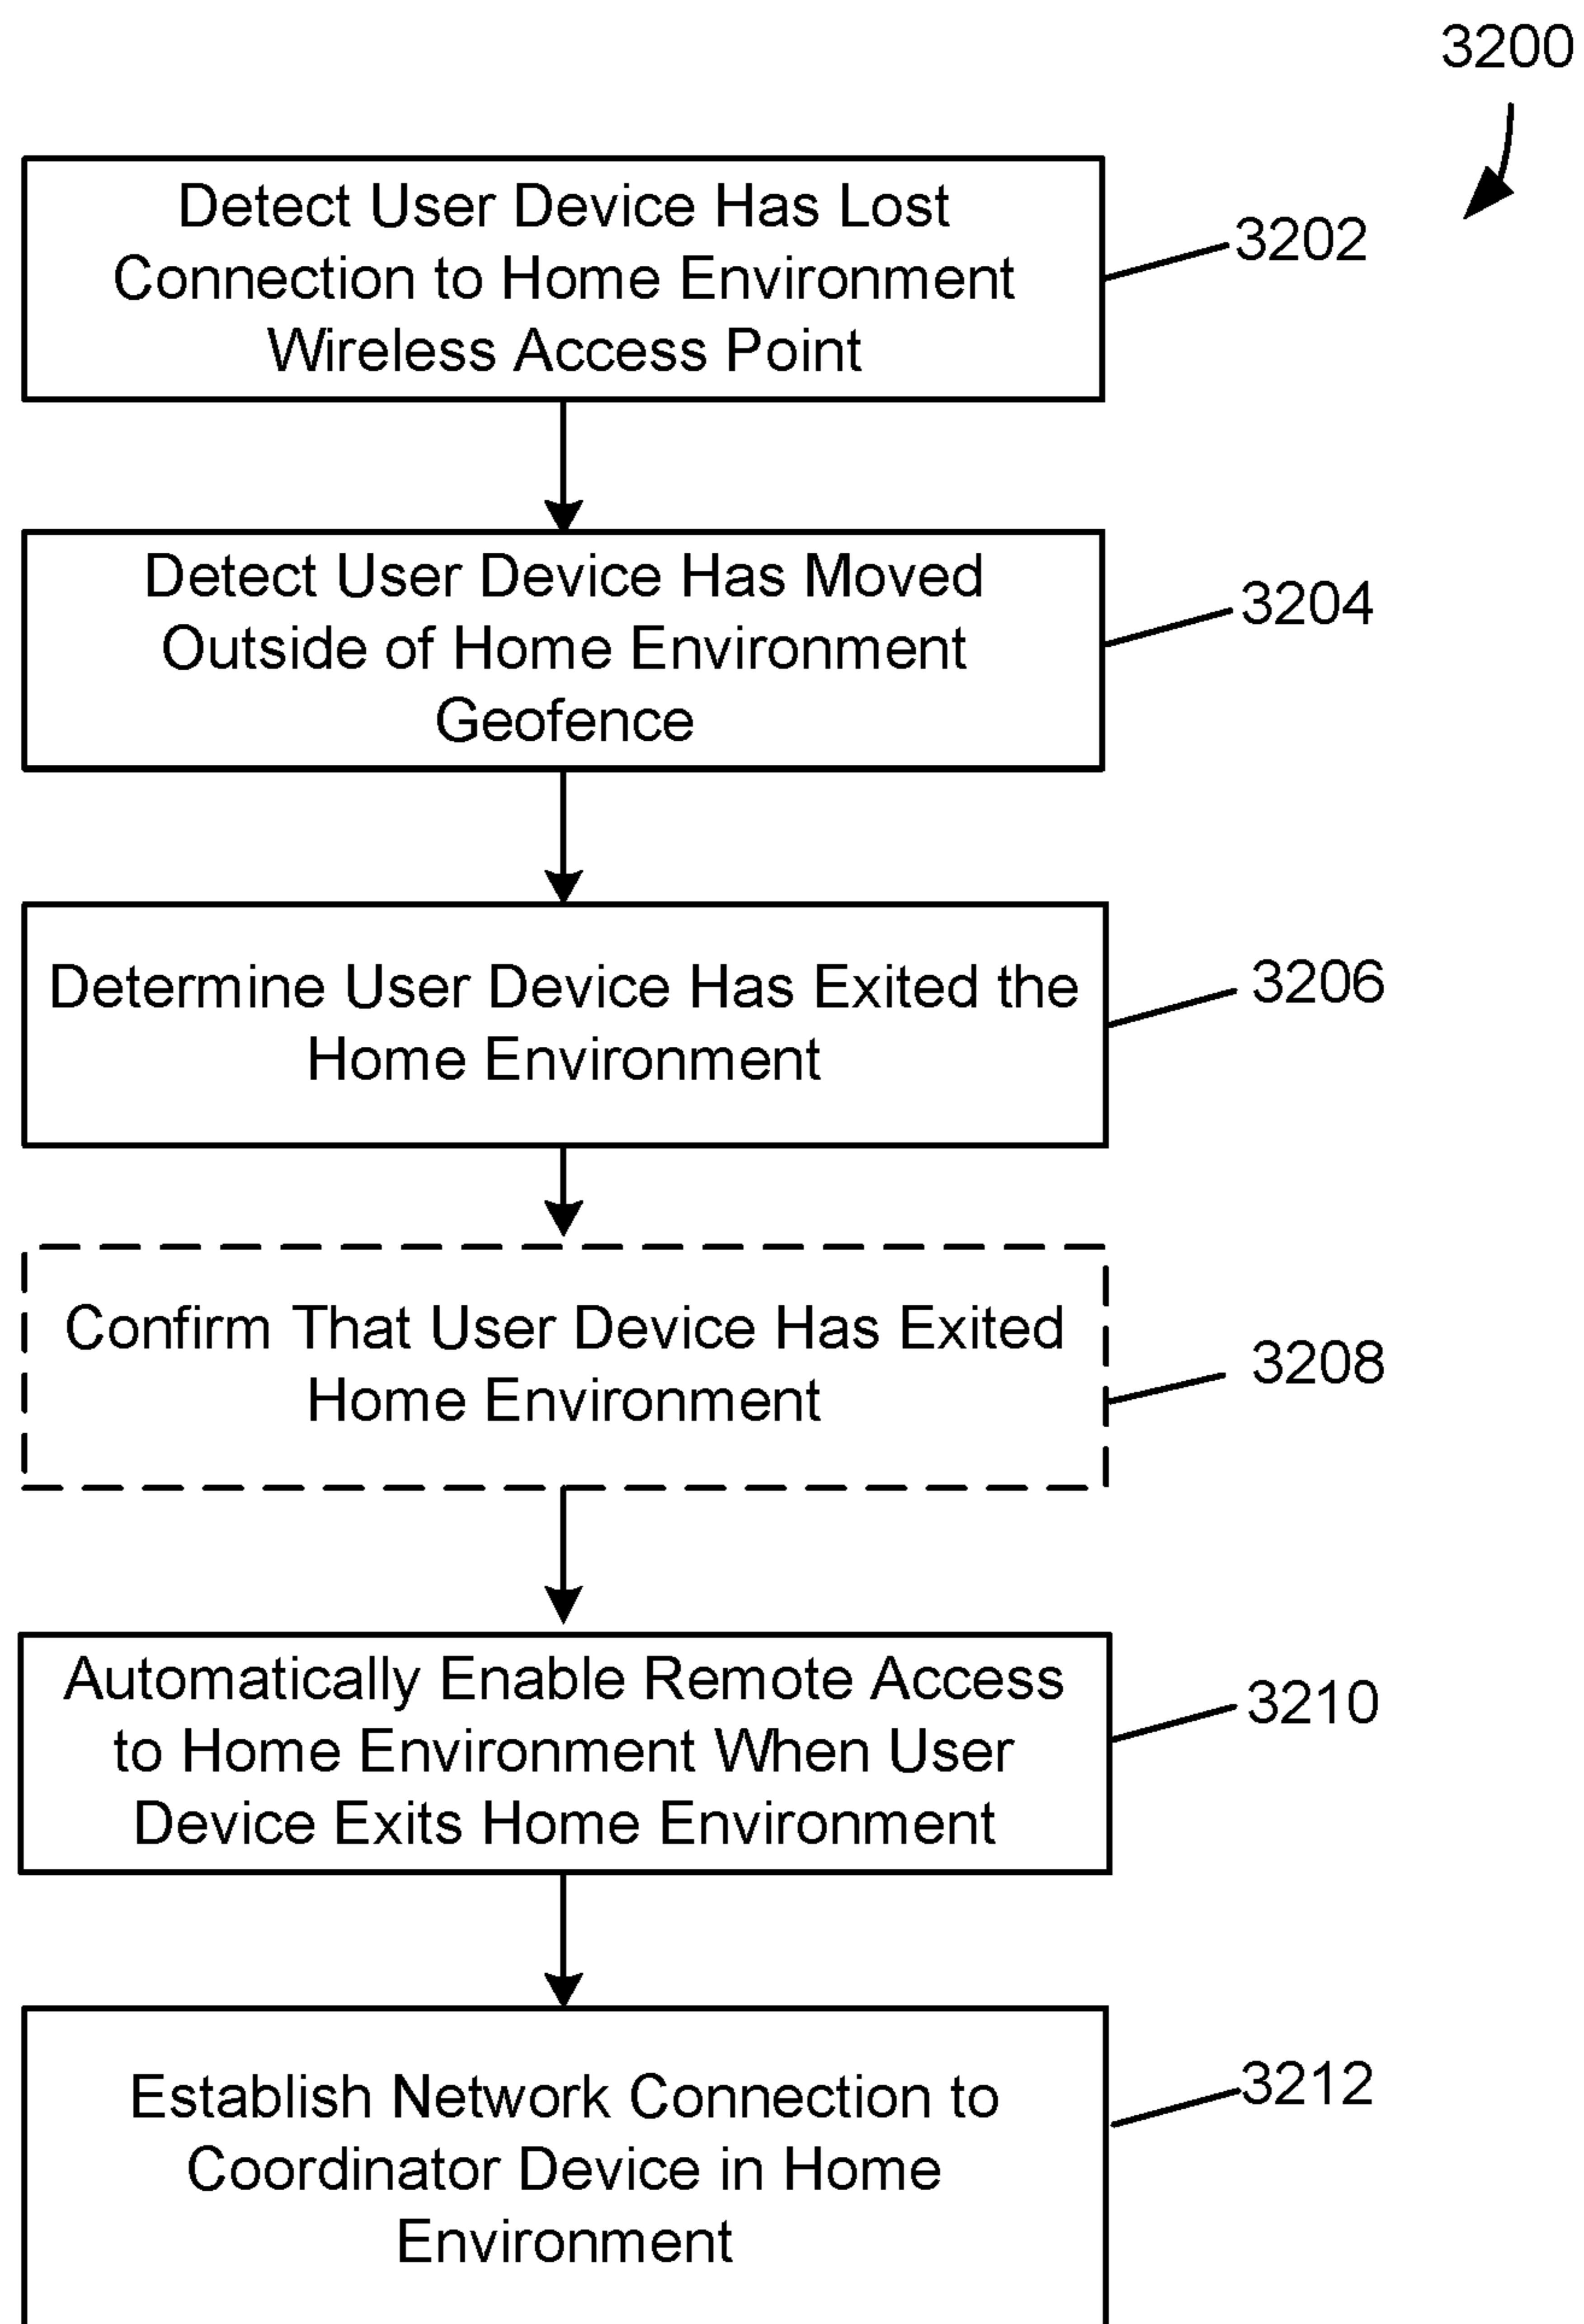 3200
Detect User Device Has Lost
Connection to Home Environment
Wireless Access Point
3202
Detect User Device Has Moved
Outside of Home Environment
Geofence
3204
Determine User Device Has Exited the
Home Environment
3206
Confirm That User Device Has Exited
Home Environment
3208
Automatically Enable Remote Access
to Home Environment When User
Device Exits Home Environment
3210
Establish Network Connection to
Coordinator Device in Home
Environment
3212